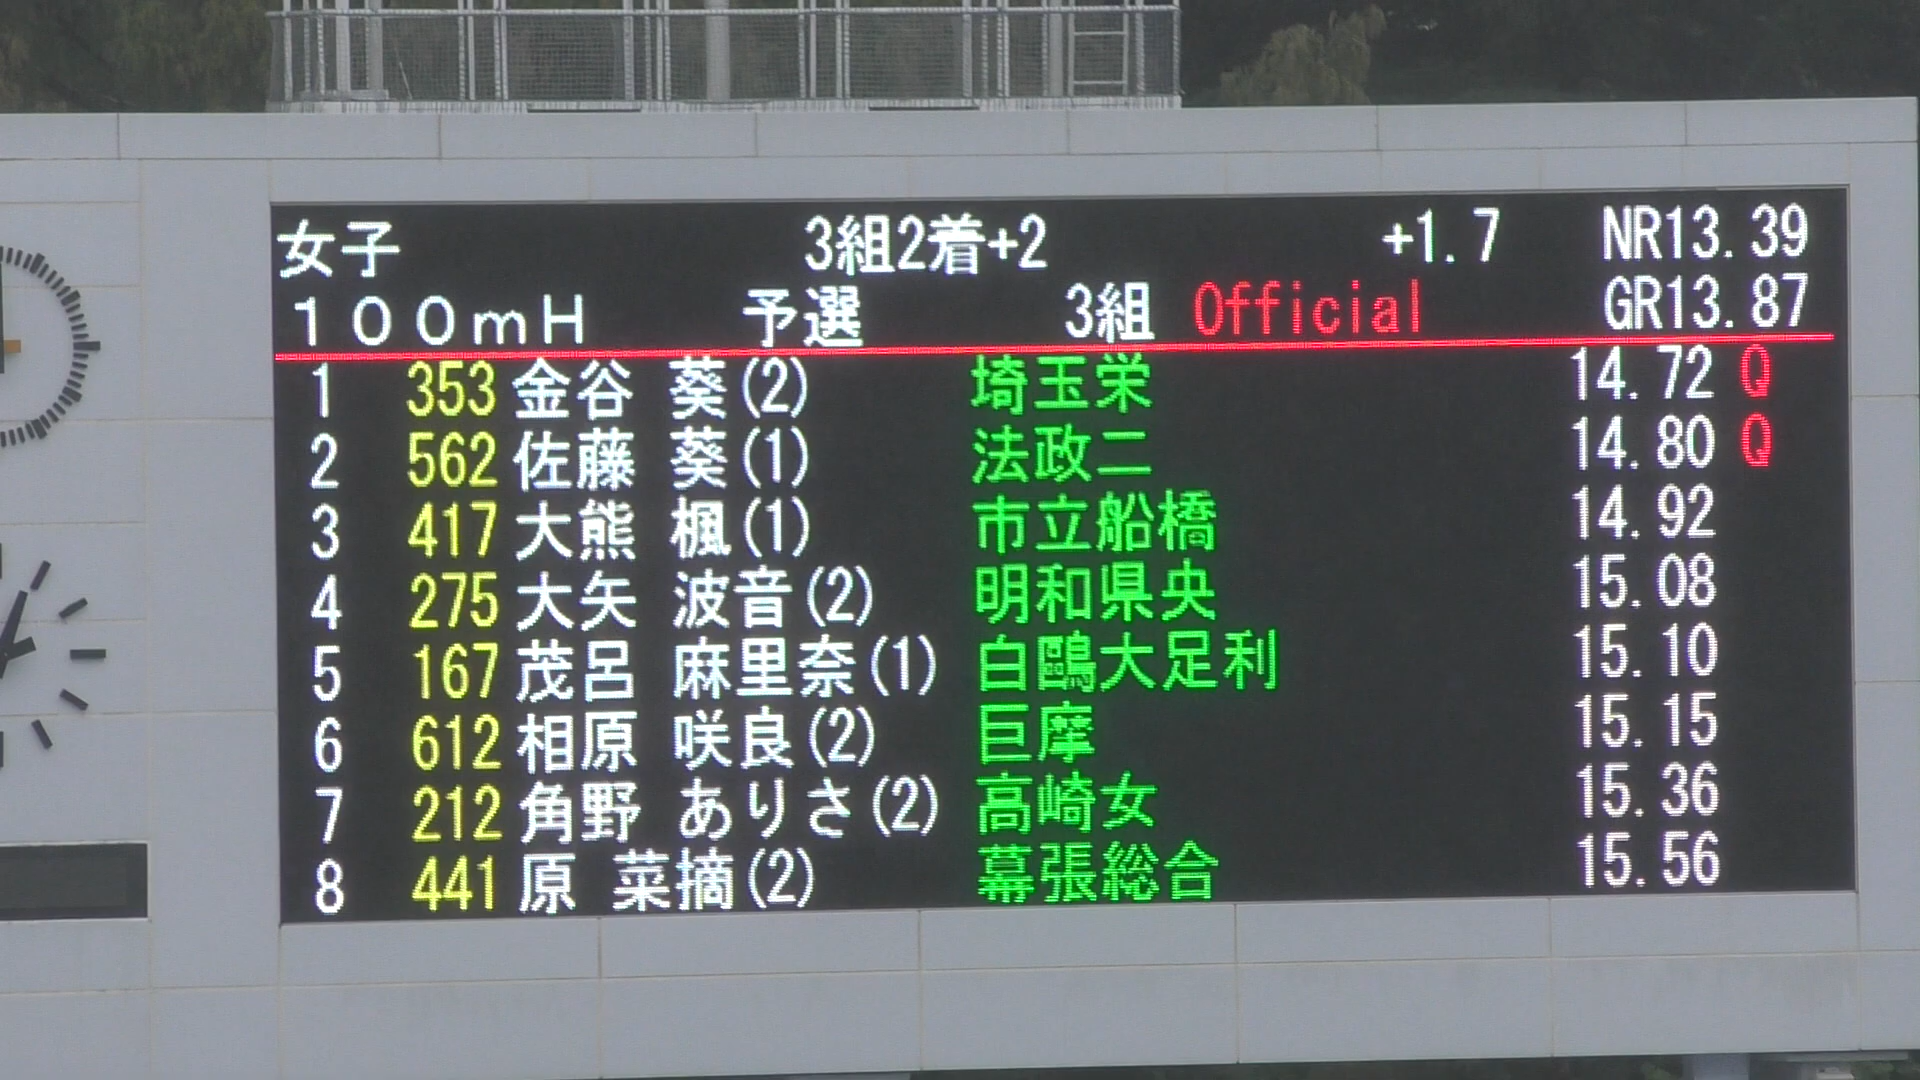 女子 3組2着+2 +1.7 NR13.39
100mH 予選 3組 Official GR13.87
1 353 金谷 葵(2) 埼玉栄 14.72 Q
2 562 佐藤 葵(1) 法政二 14.80 Q
3 417 大熊 楓(1) 市立船橋 14.92
4 275 大矢 波音(2) 明和県央 15.08
5 167 茂呂 麻里奈(1) 白鷗大足利 15.10
6 612 相原 咲良(2) 巨摩 15.15
7 212 角野 ありさ(2) 高崎女 15.36
8 441 原 菜摘(2) 幕張総合 15.56